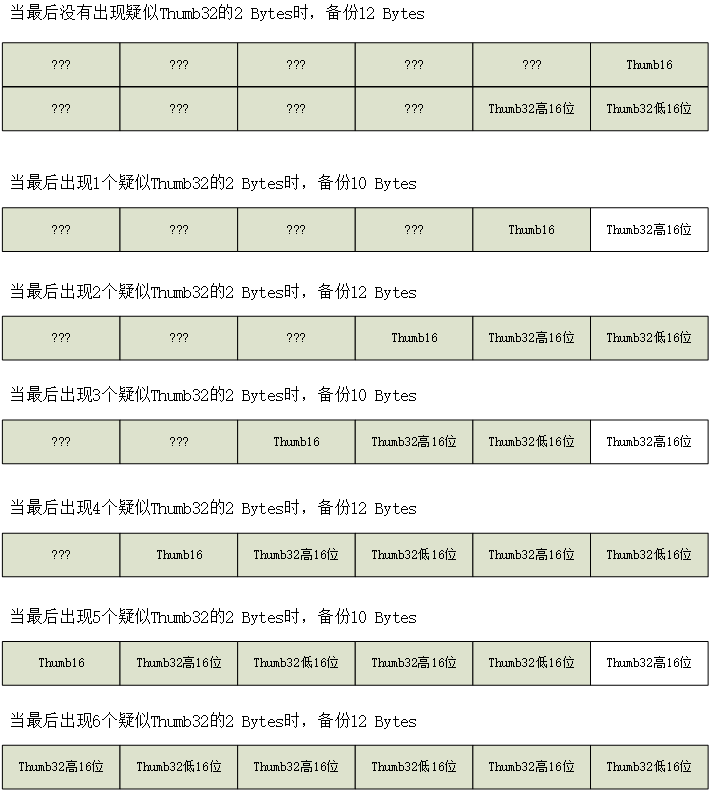 当最后没有出现疑似Thumb32的2 Bytes时，备份12 Bytes
??? ??? ??? ??? ??? Thumb16
??? ??? ??? ??? Thumb32高16位 Thumb32低16位
当最后出现1个疑似Thumb32的2 Bytes时，备份10 Bytes
??? ??? ??? ??? Thumb16 Thumb32高16位
当最后出现2个疑似Thumb32的2 Bytes时，备份12 Bytes
??? ??? ??? Thumb16 Thumb32高16位 Thumb32低16位
当最后出现3个疑似Thumb32的2 Bytes时，备份10 Bytes
??? ??? Thumb16 Thumb32高16位 Thumb32低16位 Thumb32高16位
当最后出现4个疑似Thumb32的2 Bytes时，备份12 Bytes
??? Thumb16 Thumb32高16位 Thumb32低16位 Thumb32高16位 Thumb32低16位
当最后出现5个疑似Thumb32的2 Bytes时，备份10 Bytes
Thumb16 Thumb32高16位 Thumb32低16位 Thumb32高16位 Thumb32低16位 Thumb32高16位
当最后出现6个疑似Thumb32的2 Bytes时，备份12 Bytes
Thumb32高16位 Thumb32低16位 Thumb32高16位 Thumb32低16位 Thumb32高16位 Thumb32低16位